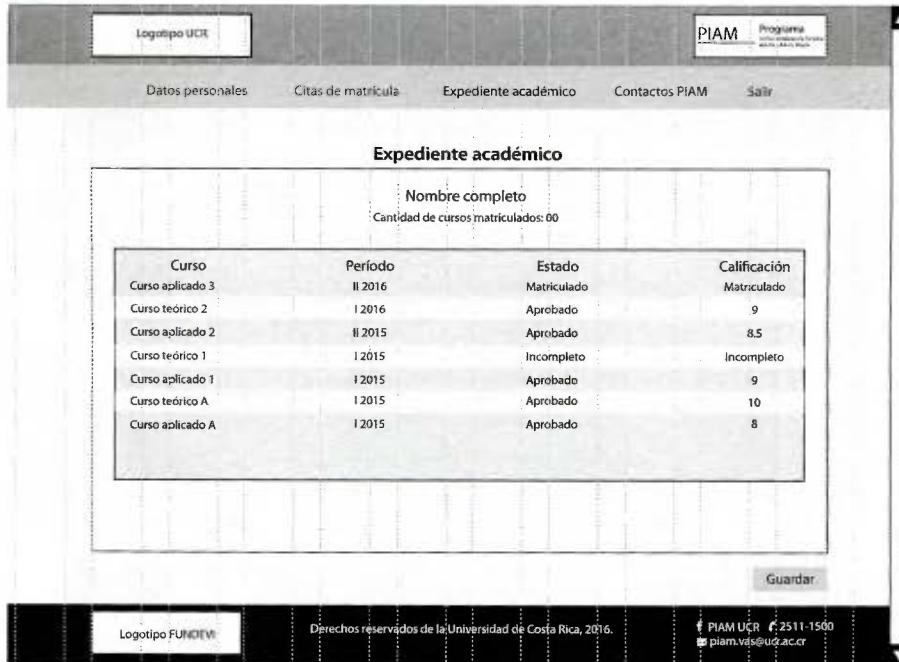 Logotipo UCR
PIAM Programa
Datos personales Citas de matrícula Expediente académico Contactos PIAM Salir
Expediente académico
Nombre completo
Cantidad de cursos matriculados: 00
Curso Período Estado Calificación
Curso aplicado 3 II 2016 Matriculado Matriculado
Curso teórico 2 I 2016 Aprobado 9
Curso aplicado 2 II 2015 Aprobado 8.5
Curso teórico 1 I 2015 Incompleto Incompleto
Curso aplicado 1 I 2015 Aprobado 9
Curso teórico A I 2015 Aprobado 10
Curso aplicado A I 2015 Aprobado 8
Guardar
Logotipo FUNDEVI
Derechos reservados de la Universidad de Costa Rica, 2016.
PIAM UCR 2511-1500
piam.vas@ucr.ac.cr